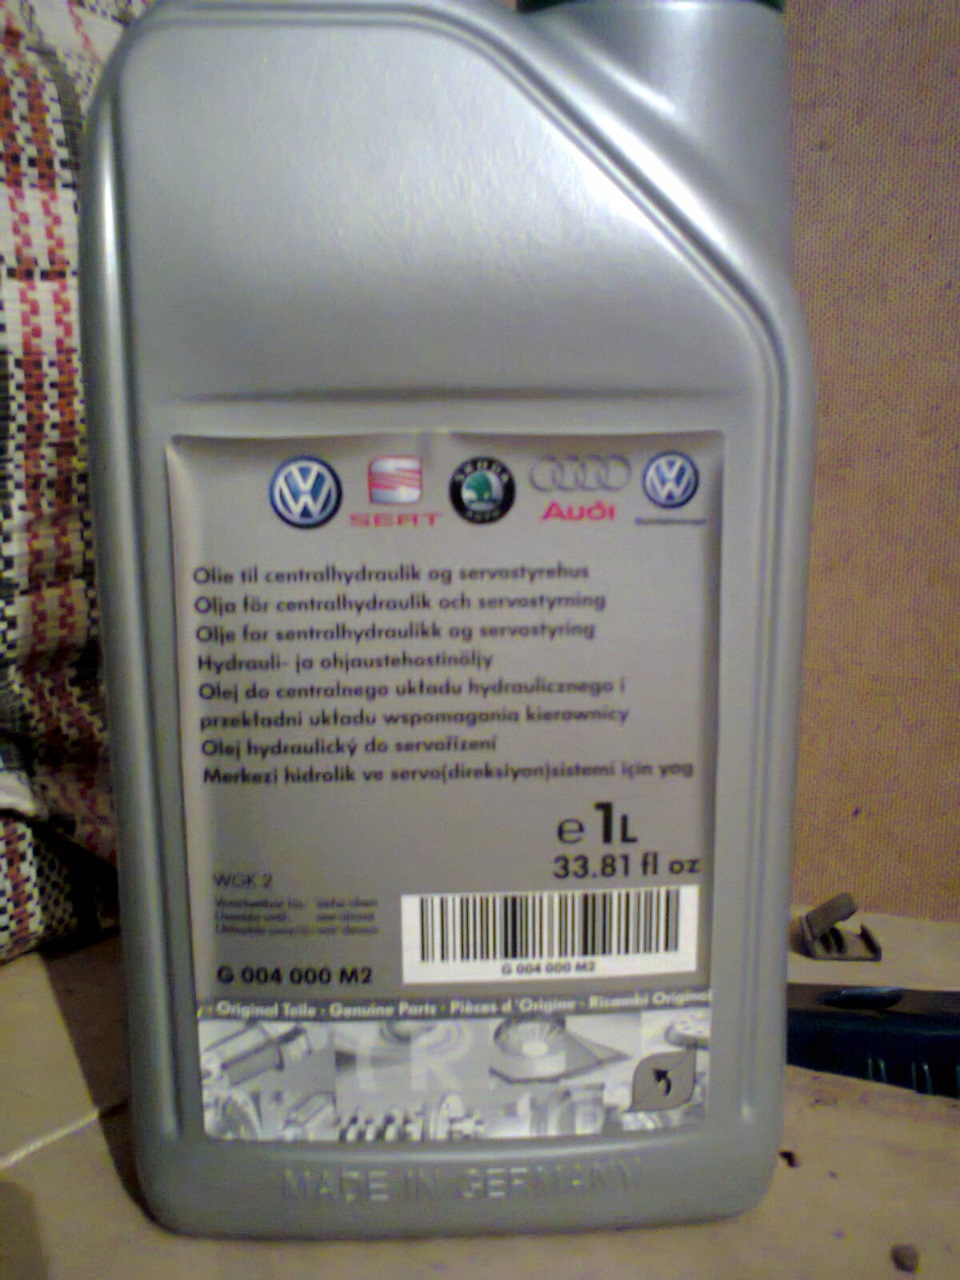 SEAT
SKODA
AUTO
Audi
Olie til centralhydraulik og servostyrehus
Olja för centralhydraulik och servostyrning
Olje for sentralhydraulikk og servostyring
Hydrauli- ja ohjaustehostinöljy
Olej do centralnego układu hydraulicznego i
przekładni układu wspomagania kierownicy
Olej hydraulický do servořízení
Merkezi hidrolik ve servo(direksiyon)sistemi için yag
e 1L
33.81 fl oz
WGK 2
G 004 000 M2
G 004 000 M2
Original Teile · Genuine Parts · Pièces d'Origine · Ricambi Original
MADE IN GERMANY